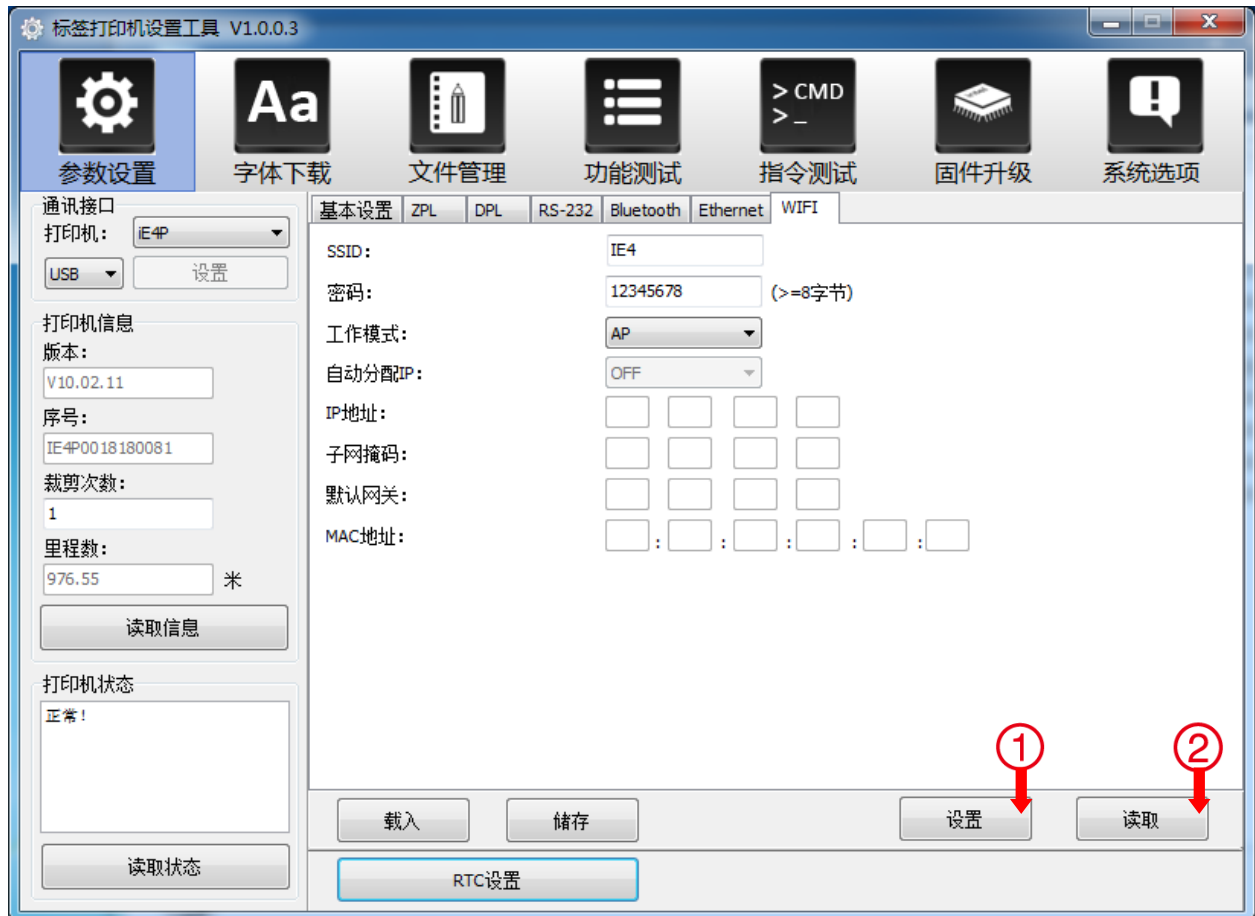 标签打印机设置工具 V1.0.0.3
Aa
> CMD
>_
参数设置 字体下载 文件管理 功能测试 指令测试 固件升级 系统选项
通讯接口
打印机： iE4P
USB 设置
打印机信息
版本：
V10.02.11
序号：
IE4P0018180081
裁剪次数：
1
里程数：
976.55 米
读取信息
打印机状态
正常！
读取状态
基本设置 ZPL DPL RS-232 Bluetooth Ethernet WIFI
SSID： IE4
密码： 12345678 (>=8字节)
工作模式： AP
自动分配IP： OFF
IP地址：
子网掩码：
默认网关：
MAC地址： : : : : :
① ②
载入 储存 设置 读取
RTC设置